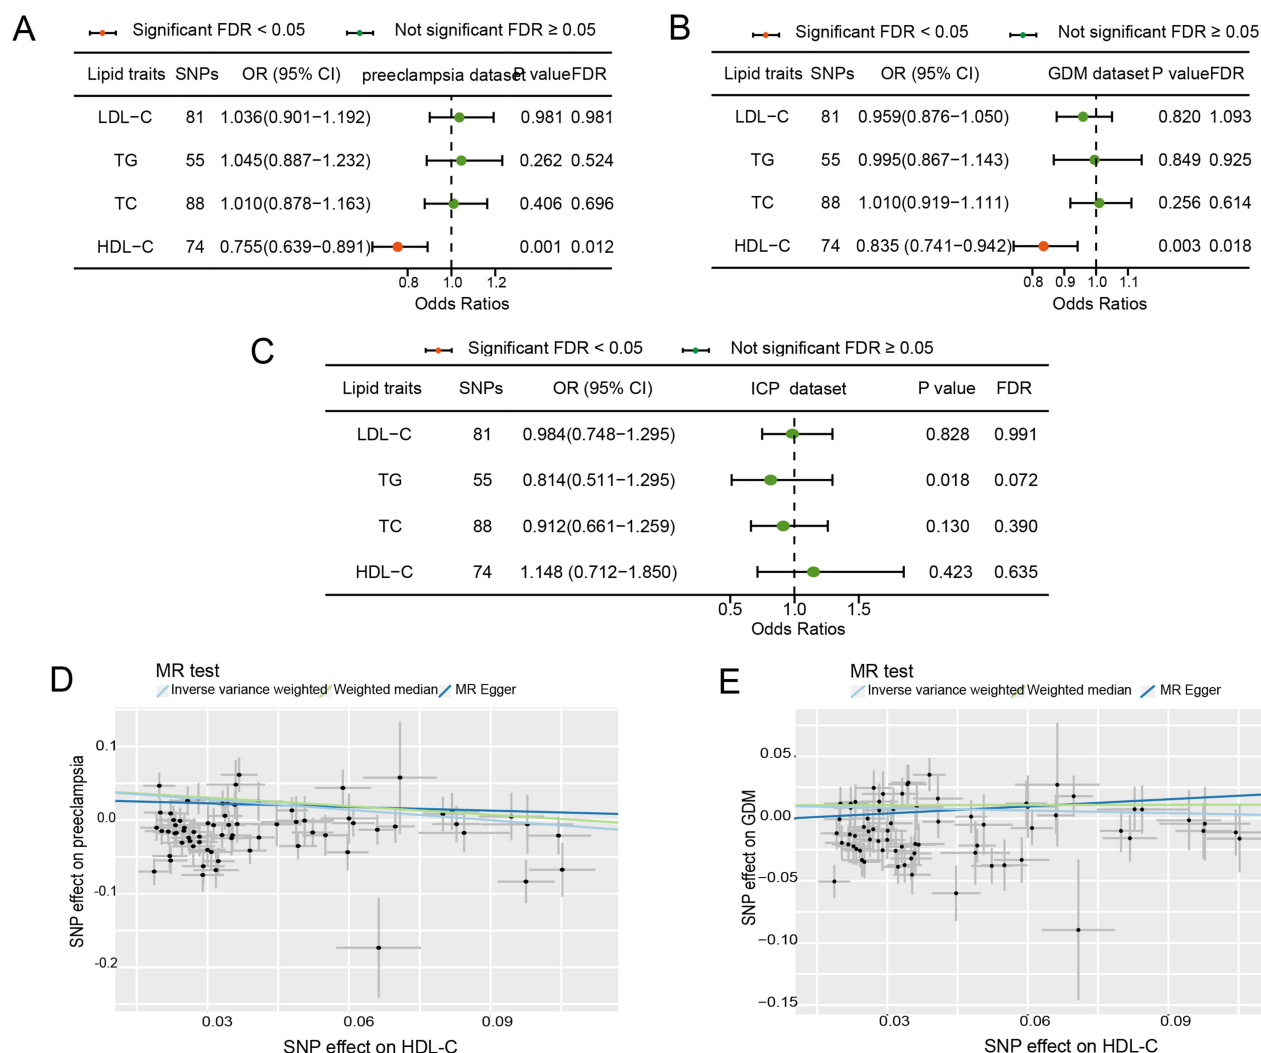 A
Significant FDR < 0.05 Not significant FDR ≥ 0.05
Lipid traits SNPs OR (95% CI) preeclampsia dataset P value FDR
LDL−C 81 1.036(0.901−1.192) 0.981 0.981
TG 55 1.045(0.887−1.232) 0.262 0.524
TC 88 1.010(0.878−1.163) 0.406 0.696
HDL−C 74 0.755(0.639−0.891) 0.001 0.012
0.8 1.0 1.2
Odds Ratios
B
Significant FDR < 0.05 Not significant FDR ≥ 0.05
Lipid traits SNPs OR (95% CI) GDM dataset P value FDR
LDL−C 81 0.959(0.876−1.050) 0.820 1.093
TG 55 0.995(0.867−1.143) 0.849 0.925
TC 88 1.010(0.919−1.111) 0.256 0.614
HDL−C 74 0.835 (0.741−0.942) 0.003 0.018
0.8 0.9 1.0 1.1
Odds Ratios
C
Significant FDR < 0.05 Not significant FDR ≥ 0.05
Lipid traits SNPs OR (95% CI) ICP dataset P value FDR
LDL−C 81 0.984(0.748−1.295) 0.828 0.991
TG 55 0.814(0.511−1.295) 0.018 0.072
TC 88 0.912(0.661−1.259) 0.130 0.390
HDL−C 74 1.148 (0.712−1.850) 0.423 0.635
0.5 1.0 1.5
Odds Ratios
D
MR test
Inverse variance weighted Weighted median MR Egger
SNP effect on preeclampsia
0.1
0.0
-0.1
-0.2
0.03 0.06 0.09
SNP effect on HDL-C
E
MR test
Inverse variance weighted Weighted median MR Egger
SNP effect on GDM
0.05
0.00
−0.05
−0.10
−0.15
0.03 0.06 0.09
SNP effect on HDL-C